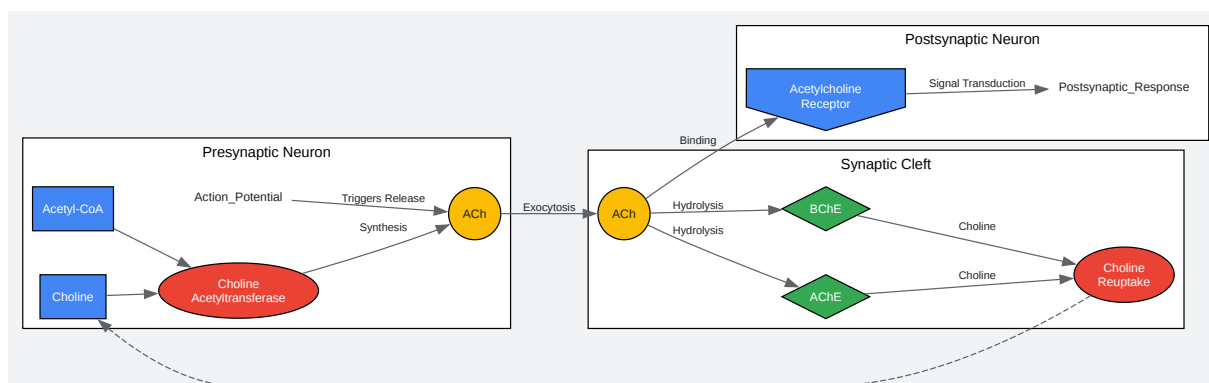 Postsynaptic Neuron
Acetylcholine
Receptor
Signal Transduction
Postsynaptic_Response
Binding
Presynaptic Neuron
Acetyl-CoA
Action_Potential
Triggers Release
ACh
Synthesis
Choline
Choline
Acetyltransferase
Exocytosis
Synaptic Cleft
ACh
Hydrolysis
BChE
Hydrolysis
Choline
AChE
Choline
Choline
Reuptake